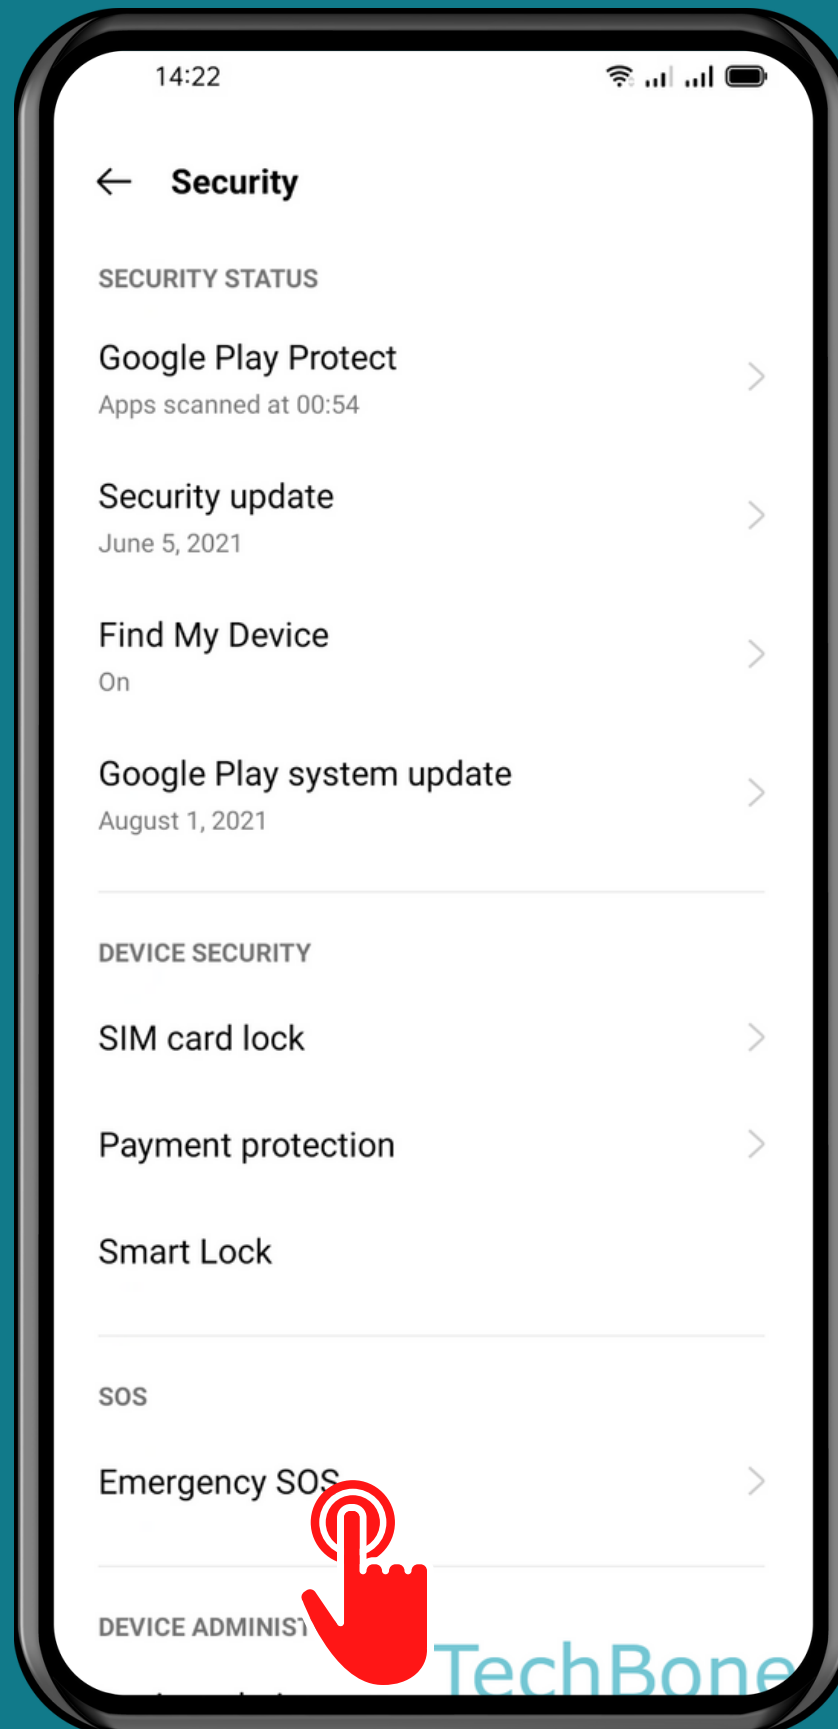 14:22
Security
SECURITY STATUS
Google Play Protect
Apps scanned at 00:54
Security update
June 5, 2021
Find My Device
On
Google Play system update
August 1, 2021
DEVICE SECURITY
SIM card lock
Payment protection
Smart Lock
SOS
Emergency SOS
DEVICE
TechBone